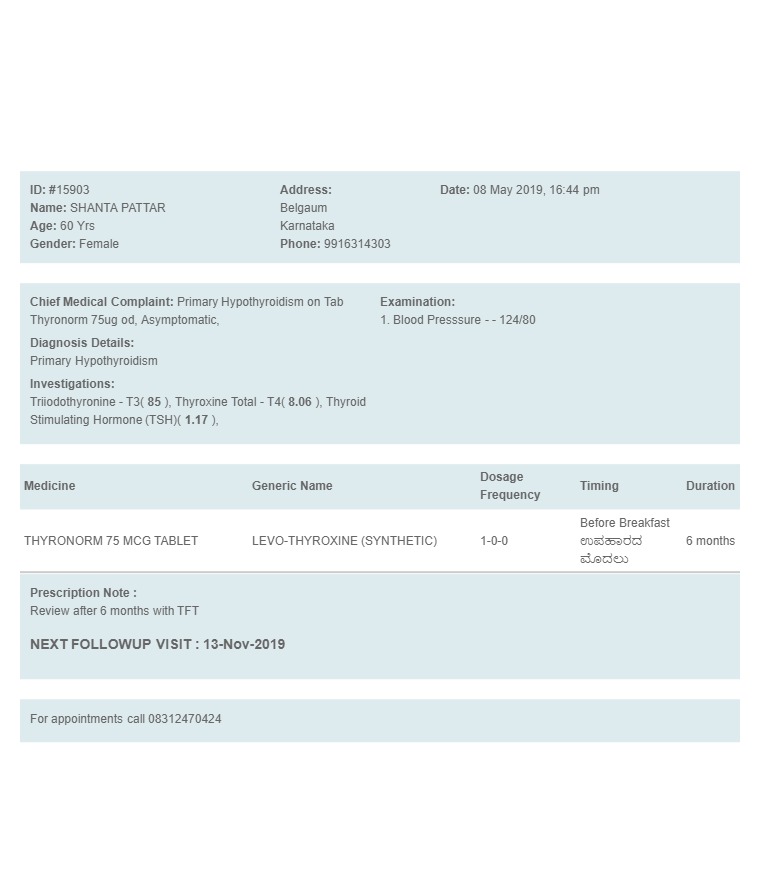 ID: #15903
Name: SHANTA PATTAR
Age: 60 Yrs
Gender: Female
Address:
Belgaum
Karnataka
Phone: 9916314303
Date: 08 May 2019, 16:44 pm
Chief Medical Complaint: Primary Hypothyroidism on Tab
Thyronorm 75ug od, Asymptomatic,
Diagnosis Details:
Primary Hypothyroidism
Investigations:
Triiodothyronine - T3( 85 ), Thyroxine Total - T4( 8.06 ), Thyroid
Stimulating Hormone (TSH)( 1.17 ),
Examination:
1. Blood Presssure - - 124/80
Medicine Generic Name Dosage Frequency Timing Duration
THYRONORM 75 MCG TABLET LEVO-THYROXINE (SYNTHETIC) 1-0-0 Before Breakfast ಉಪಹಾರದ ಮೊದಲು 6 months
Prescription Note :
Review after 6 months with TFT
NEXT FOLLOWUP VISIT : 13-Nov-2019
For appointments call 08312470424